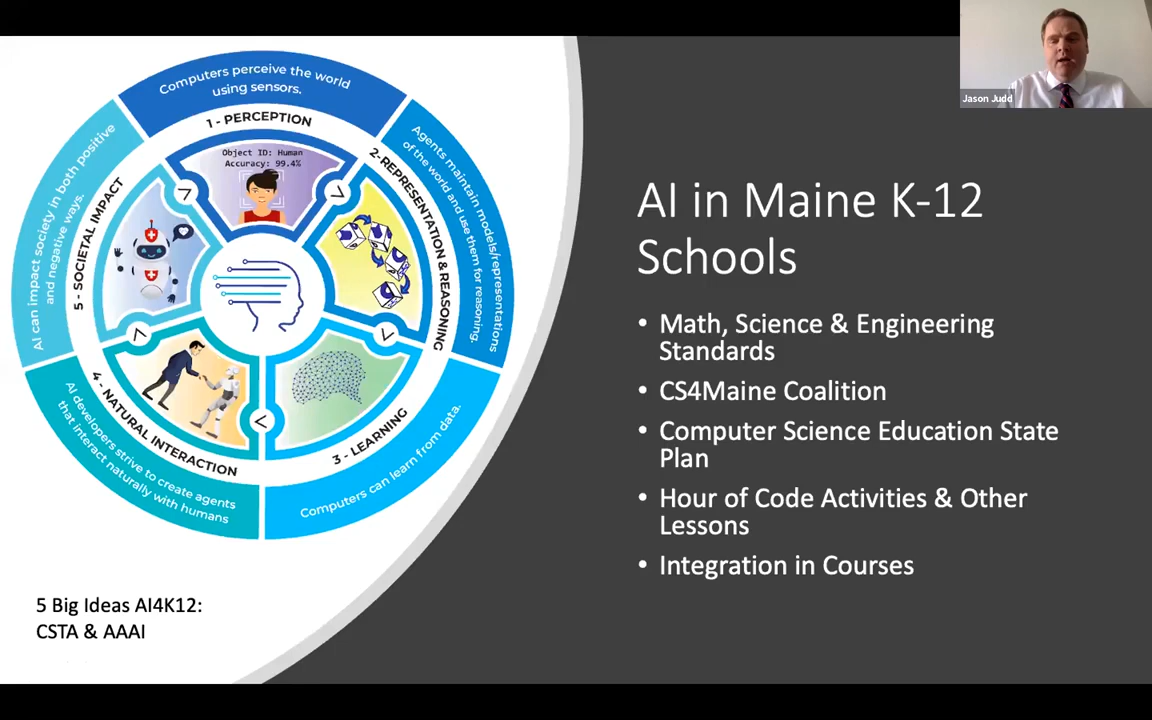 Computers perceive the world
using sensors.
1 - PERCEPTION
Object ID: Human
Accuracy: 99.4%
Agents maintain models/representations
of the world and use them for reasoning.
2-REPRESENTATION & REASONING
3 - LEARNING
Computers can learn from data.
4 - NATURAL INTERACTION
AI developers strive to create agents
that interact naturally with humans
AI can impact society in both positive
and negative ways.
5 - SOCIETAL IMPACT
5 Big Ideas AI4K12:
CSTA & AAAI
Jason Judd
AI in Maine K-12
Schools
• Math, Science & Engineering
Standards
• CS4Maine Coalition
• Computer Science Education State
Plan
• Hour of Code Activities & Other
Lessons
• Integration in Courses